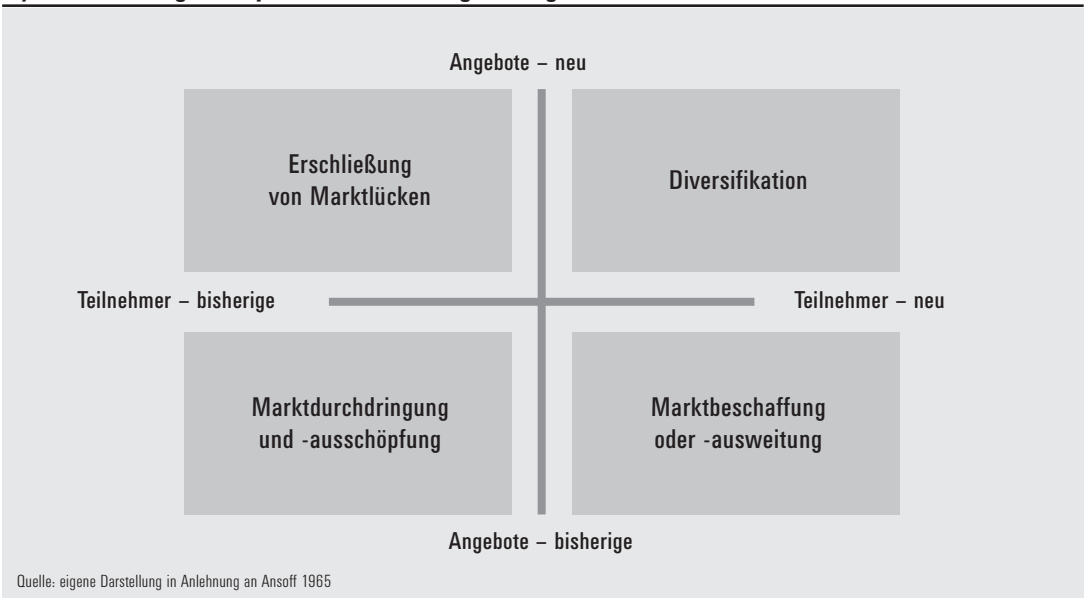 Angebote – neu
Erschließung
von Marktlücken
Diversifikation
Teilnehmer – bisherige
Teilnehmer – neu
Marktdurchdringung
und -ausschöpfung
Marktbeschaffung
oder -ausweitung
Angebote – bisherige
Quelle: eigene Darstellung in Anlehnung an Ansoff 1965